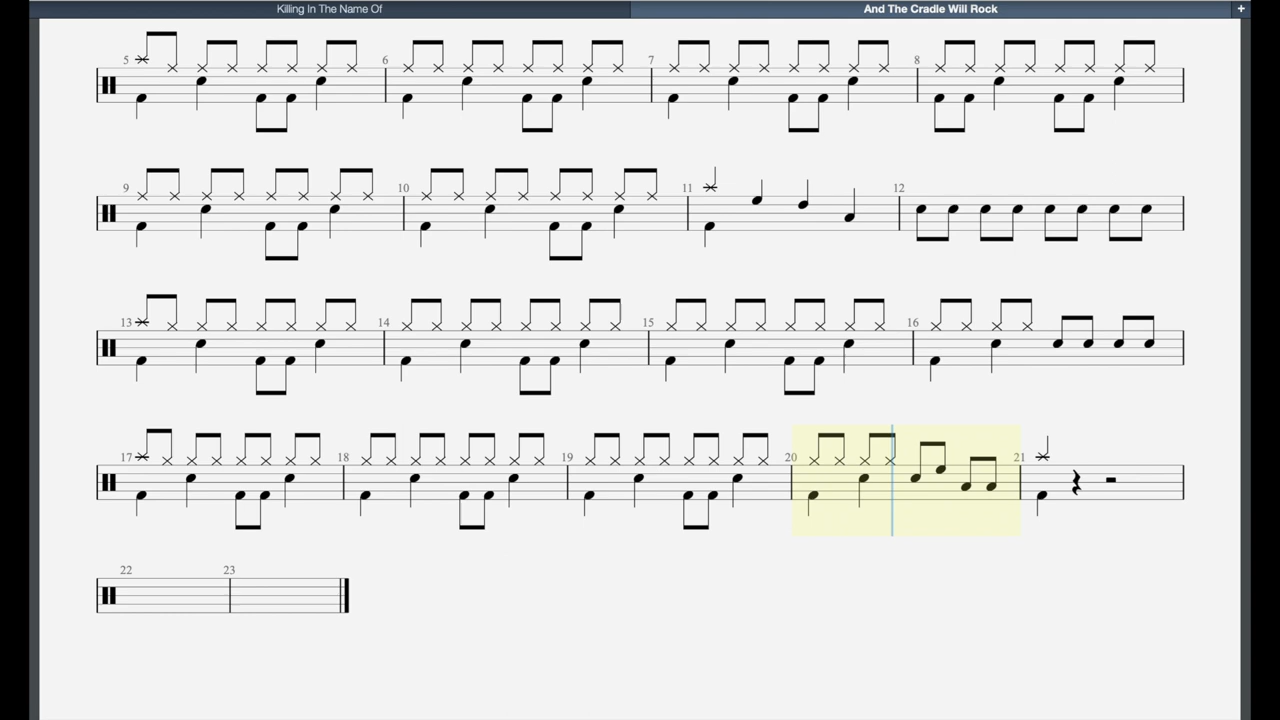 Killing In The Name Of
And The Cradle Will Rock
+
5 6 7 8
9 10 11 12
13 14 15 16
17 18 19 20 21
22 23